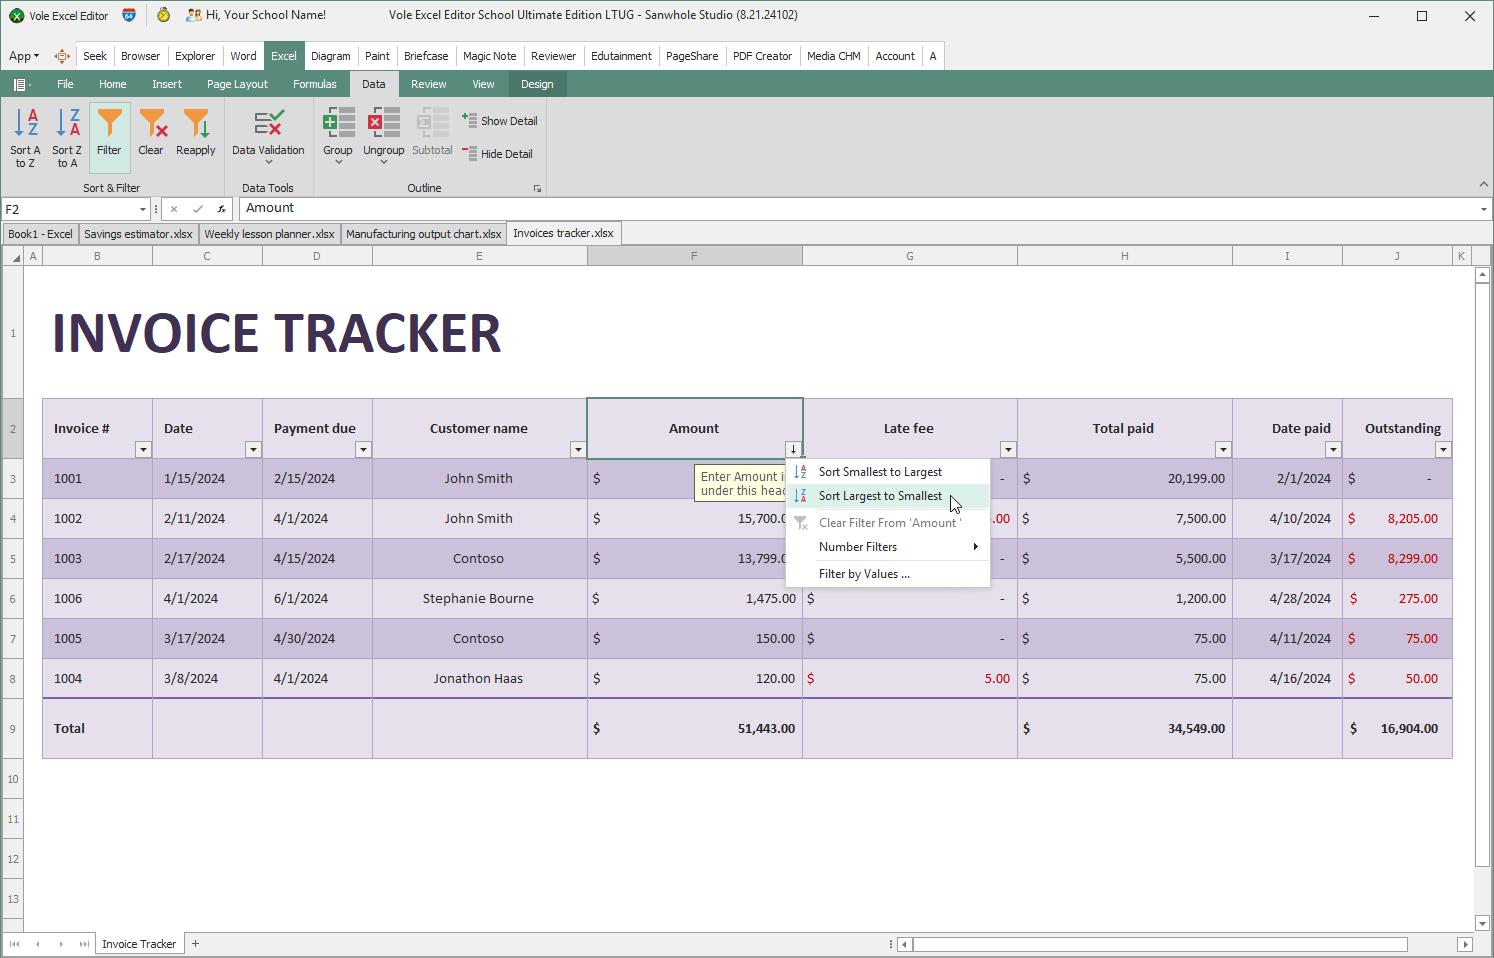 Vole Excel Editor
64
Hi, Your School Name!
Vole Excel Editor School Ultimate Edition LTUG - Sanwhole Studio (8.21.24102)
App Seek Browser Explorer Word Excel Diagram Paint Briefcase Magic Note Reviewer Edutainment PageShare PDF Creator Media CHM Account A
File Home Insert Page Layout Formulas Data Review View Design
Sort A to Z
Sort Z to A
Filter
Clear
Reapply
Data Validation
Group
Ungroup
Subtotal
Show Detail
Hide Detail
Sort & Filter
Data Tools
Outline
F2
fx
Amount
Book1 - Excel Savings estimator.xlsx Weekly lesson planner.xlsx Manufacturing output chart.xlsx Invoices tracker.xlsx
A B C D E F G H I J K
1 INVOICE TRACKER
2 Invoice # Date Payment due Customer name Amount Late fee Total paid Date paid Outstanding
3 1001 1/15/2024 2/15/2024 John Smith $ - $ 20,199.00 2/1/2024 $ -
Enter Amount i
under this head
Sort Smallest to Largest
Sort Largest to Smallest
Clear Filter From 'Amount '
Number Filters
Filter by Values ...
4 1002 2/11/2024 4/1/2024 John Smith $ 15,700.0 .00 $ 7,500.00 4/10/2024 $ 8,205.00
5 1003 2/17/2024 4/15/2024 Contoso $ 13,799. - $ 5,500.00 3/17/2024 $ 8,299.00
6 1006 4/1/2024 6/1/2024 Stephanie Bourne $ 1,475.00 $ - $ 1,200.00 4/28/2024 $ 275.00
7 1005 3/17/2024 4/30/2024 Contoso $ 150.00 $ - $ 75.00 4/11/2024 $ 75.00
8 1004 3/8/2024 4/1/2024 Jonathon Haas $ 120.00 $ 5.00 $ 75.00 4/16/2024 $ 50.00
9 Total $ 51,443.00 $ 34,549.00 $ 16,904.00
10
11
12
13
Invoice Tracker +